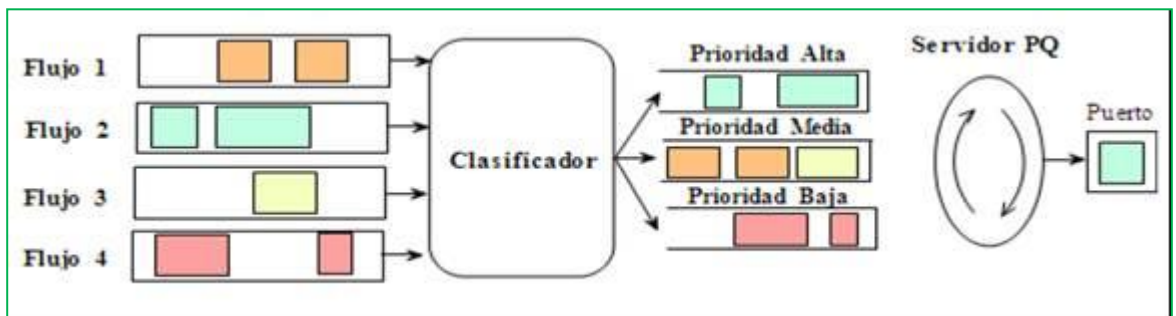 Flujo 1
Flujo 2
Flujo 3
Flujo 4
Clasificador
Prioridad Alta
Prioridad Media
Prioridad Baja
Servidor PQ
Puerto